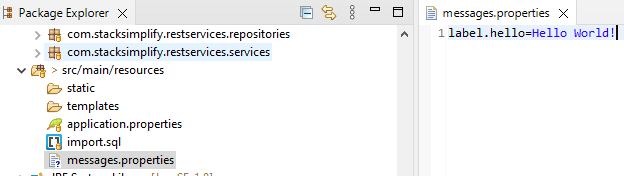 Package Explorer
com.stacksimplify.restservices.repositories
com.stacksimplify.restservices.services
> src/main/resources
static
templates
application.properties
import.sql
messages.properties
messages.properties
1 label.hello=Hello World!